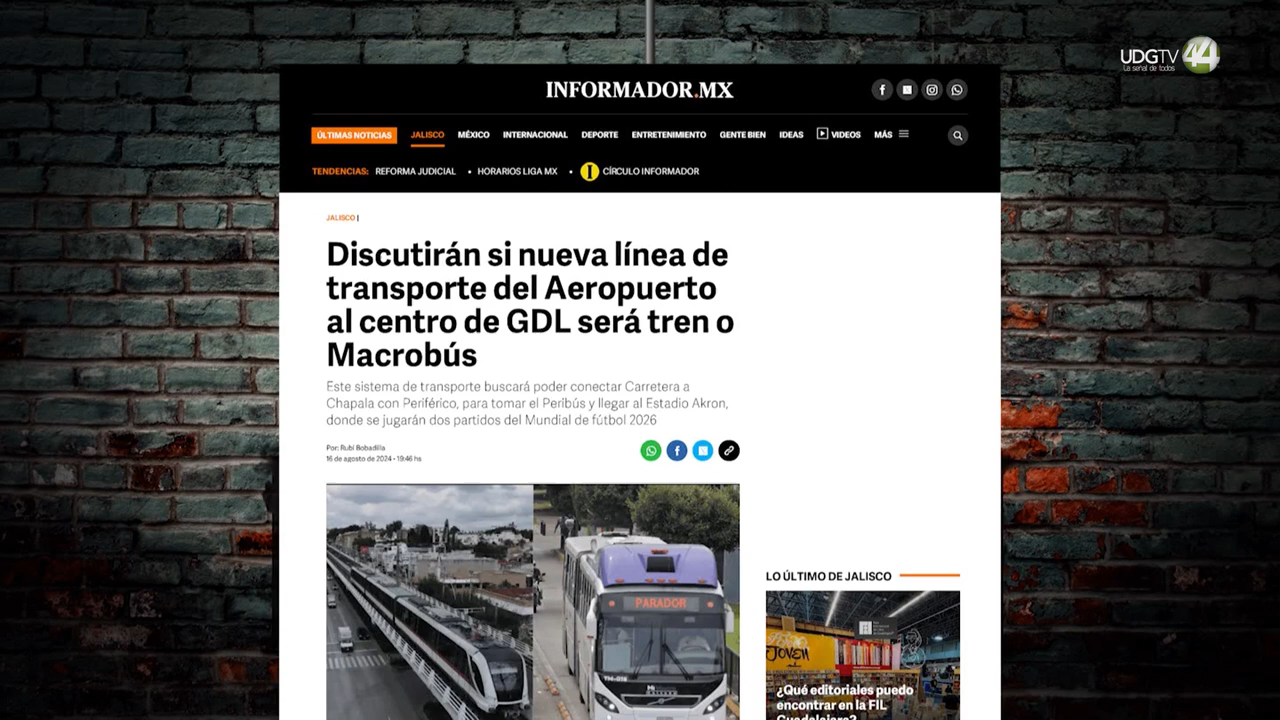 UDGTV 44
La señal de todos
INFORMADOR.MX
ÚLTIMAS NOTICIAS JALISCO MÉXICO INTERNACIONAL DEPORTE ENTRETENIMIENTO GENTE BIEN IDEAS VIDEOS MÁS
TENDENCIAS: REFORMA JUDICIAL • HORARIOS LIGA MX • I CÍRCULO INFORMADOR
JALISCO |
Discutirán si nueva línea de
transporte del Aeropuerto
al centro de GDL será tren o
Macrobús
Este sistema de transporte buscará poder conectar Carretera a
Chapala con Periférico, para tomar el Peribús y llegar al Estadio Akron,
donde se jugarán dos partidos del Mundial de fútbol 2026
Por: Rubí Bobadilla
16 de agosto de 2024 - 19:46 hs
PARADOR
LO ÚLTIMO DE JALISCO
JOVEN
¿Qué editoriales puedo
encontrar en la FIL
Guadalajara?